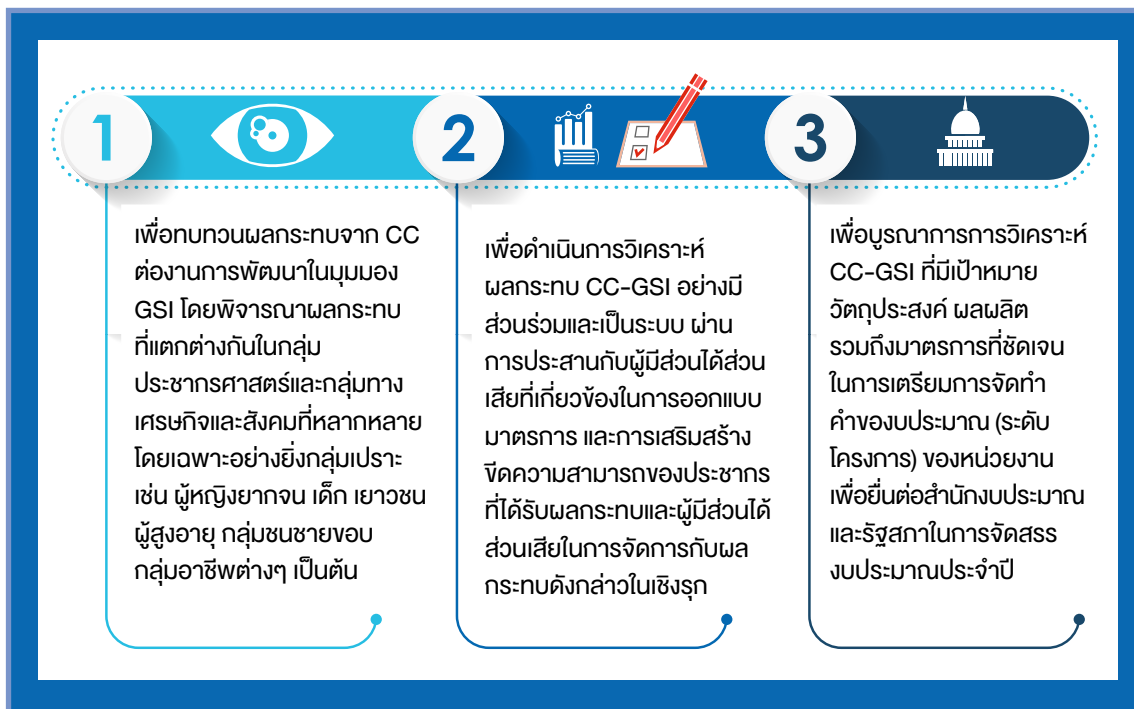 1
เพื่อทบทวนผลกระทบจาก CC
ต่องานการพัฒนาในมุมมอง
GSI โดยพิจารณาผลกระทบ
ที่แตกต่างกันในกลุ่ม
ประชากรศาสตร์และกลุ่มทาง
เศรษฐกิจและสังคมที่หลากหลาย
โดยเฉพาะอย่างยิ่งกลุ่มเปราะ
เช่น ผู้หญิงยากจน เด็ก เยาวชน
ผู้สูงอายุ กลุ่มชนชายขอบ
กลุ่มอาชีพต่างๆ เป็นต้น
2
เพื่อดำเนินการวิเคราะห์
ผลกระทบ CC-GSI อย่างมี
ส่วนร่วมและเป็นระบบ ผ่าน
การประสานกับผู้มีส่วนได้ส่วน
เสียที่เกี่ยวข้องในการออกแบบ
มาตรการ และการเสริมสร้าง
ขีดความสามารถของประชากร
ที่ได้รับผลกระทบและผู้มีส่วนได้
ส่วนเสียในการจัดการกับผล
กระทบดังกล่าวในเชิงรุก
3
เพื่อบูรณาการการวิเคราะห์
CC-GSI ที่มีเป้าหมาย
วัตถุประสงค์ ผลผลิต
รวมถึงมาตรการที่ชัดเจน
ในการเตรียมการจัดทำ
คำของบประมาณ (ระดับ
โครงการ) ของหน่วยงาน
เพื่อยื่นต่อสำนักงบประมาณ
และรัฐสภาในการจัดสรร
งบประมาณประจำปี